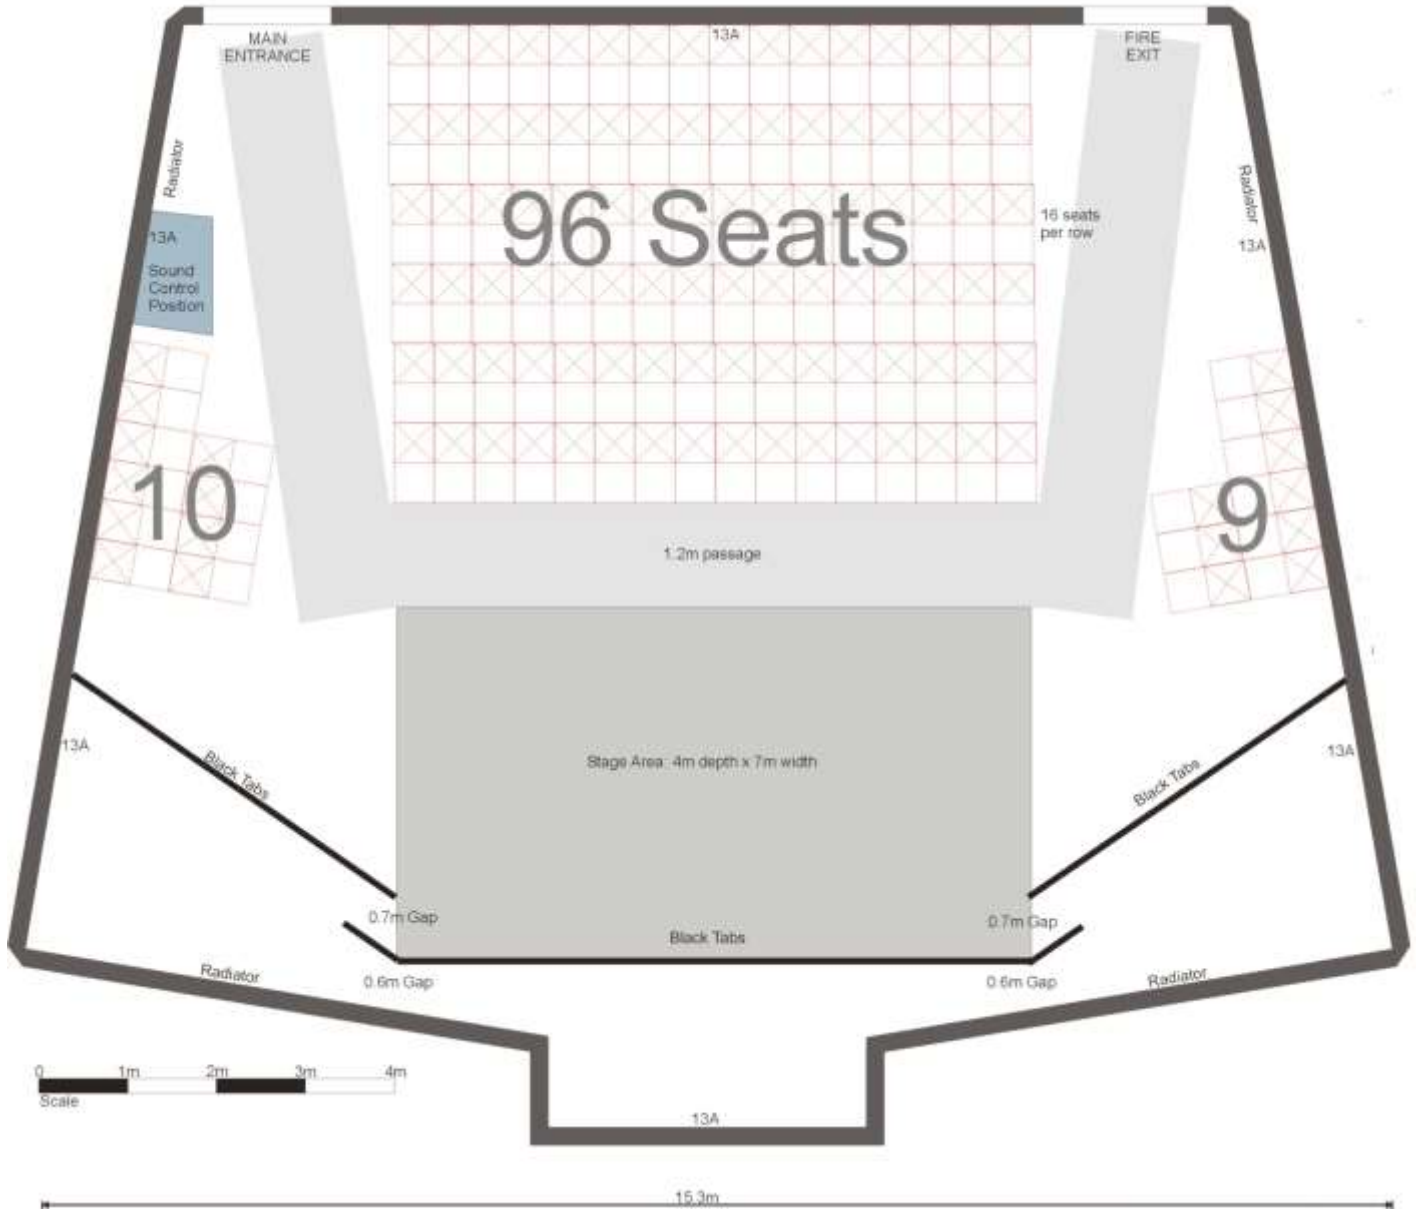 MAIN
ENTRANCE
13A
FIRE
EXIT
Radiator
Radiator
96 Seats
16 seats
per row
13A
Sound
Control
Position
13A
10
9
1.2m passage
13A
Black Tabs
Stage Area: 4m depth x 7m width
Black Tabs
13A
0.7m Gap
0.7m Gap
Black Tabs
Radiator
0.6m Gap
0.6m Gap
Radiator
0 1m 2m 3m 4m
Scale
13A
15.3m